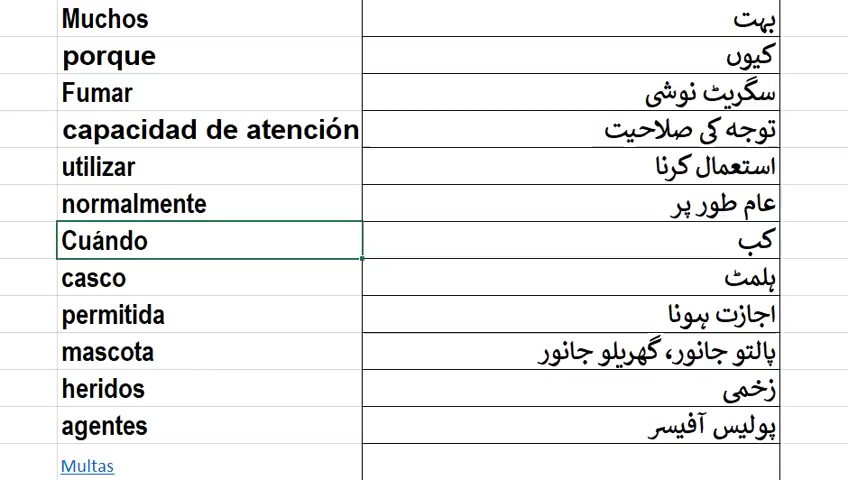 Muchos بہت
porque کیوں
Fumar سگریٹ نوشی
capacidad de atención توجہ کی صلاحیت
utilizar استعمال کرنا
normalmente عام طور پر
Cuándo کب
casco ہلمٹ
permitida اجازت ہونا
mascota پالتو جانور، گھریلو جانور
heridos زخمی
agentes پولیس آفیسر
Multas